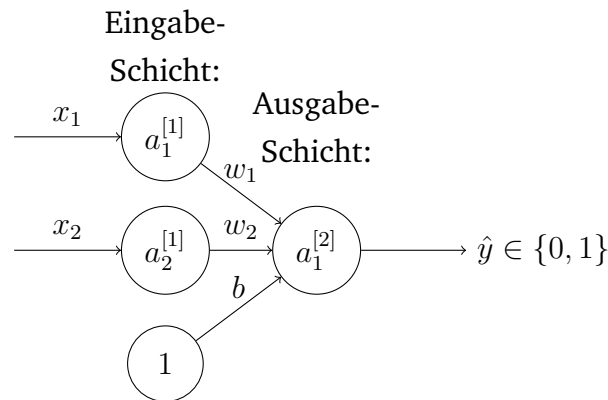 Eingabe-
Schicht:
Ausgabe-
Schicht:
x_1
a_1^{[1]}
w_1
x_2
a_2^{[1]}
w_2
a_1^{[2]}
ŷ ∈ {0, 1}
b
1